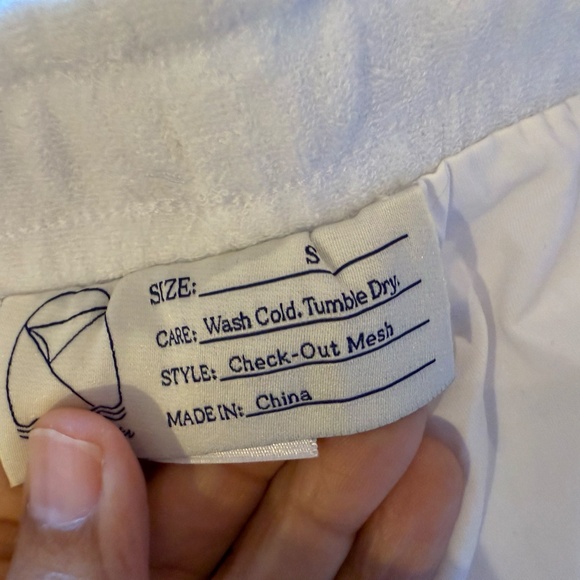 SIZE: S
CARE: Wash Cold. Tumble Dry.
STYLE: Check-Out Mesh
MADE IN: China